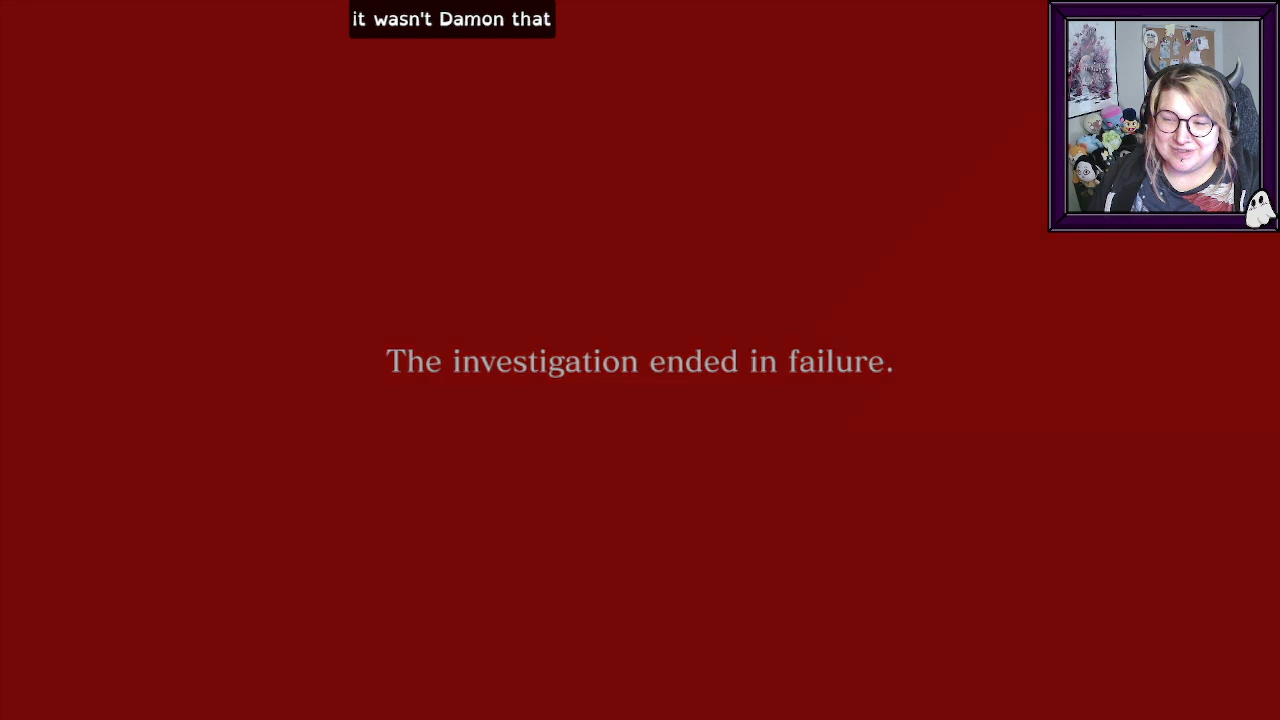 it wasn't Damon that
The investigation ended in failure.